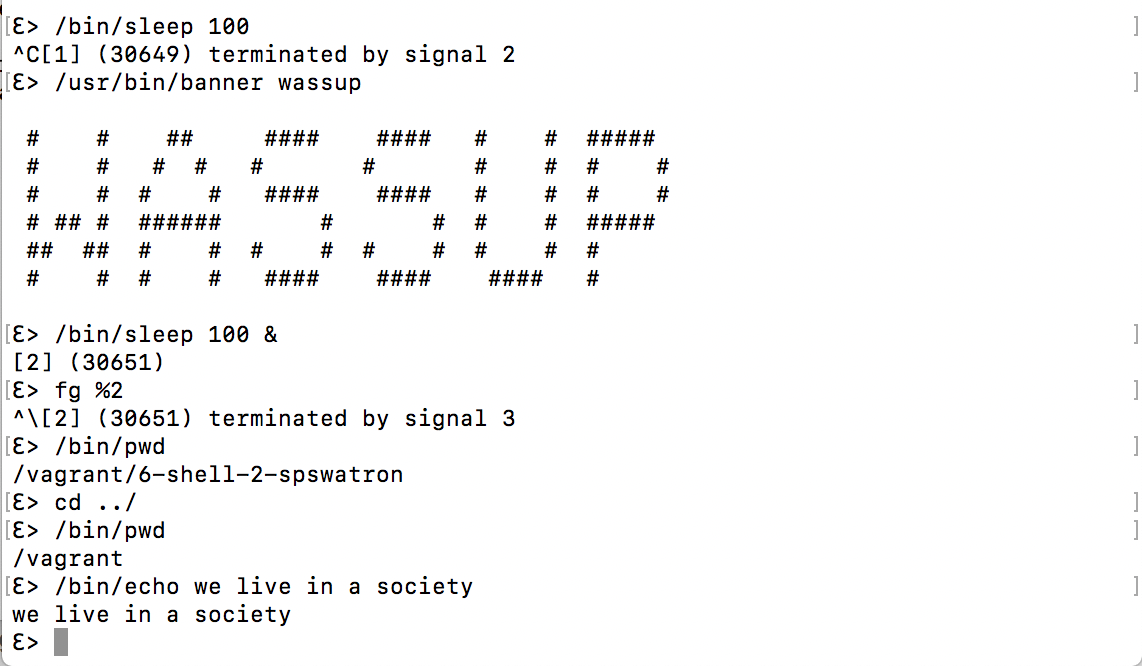 [Ɛ> /bin/sleep 100 ]
^C[1] (30649) terminated by signal 2
[Ɛ> /usr/bin/banner wassup ]

 #    #    ##     ####    ####   #    #  #####
 #    #   #  #   #       #       #    #  #    #
 #    #  #    #   ####    ####   #    #  #    #
 # ## #  ######       #       #  #    #  #####
 ##  ##  #    #  #    #  #    #  #    #  #
 #    #  #    #   ####    ####    ####   #

[Ɛ> /bin/sleep 100 & ]
[2] (30651)
[Ɛ> fg %2 ]
^\[2] (30651) terminated by signal 3
[Ɛ> /bin/pwd ]
/vagrant/6-shell-2-spswatron
[Ɛ> cd ../ ]
[Ɛ> /bin/pwd ]
/vagrant
[Ɛ> /bin/echo we live in a society ]
we live in a society
Ɛ>